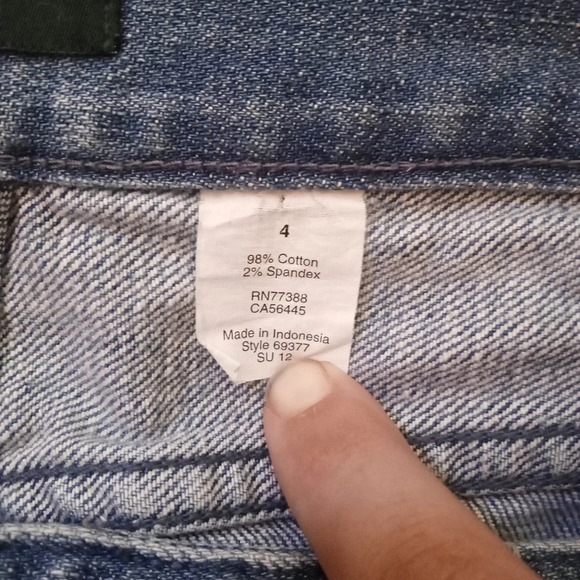 4
98% Cotton
2% Spandex
RN77388
CA56445
Made in Indonesia
Style 69377
SU 12